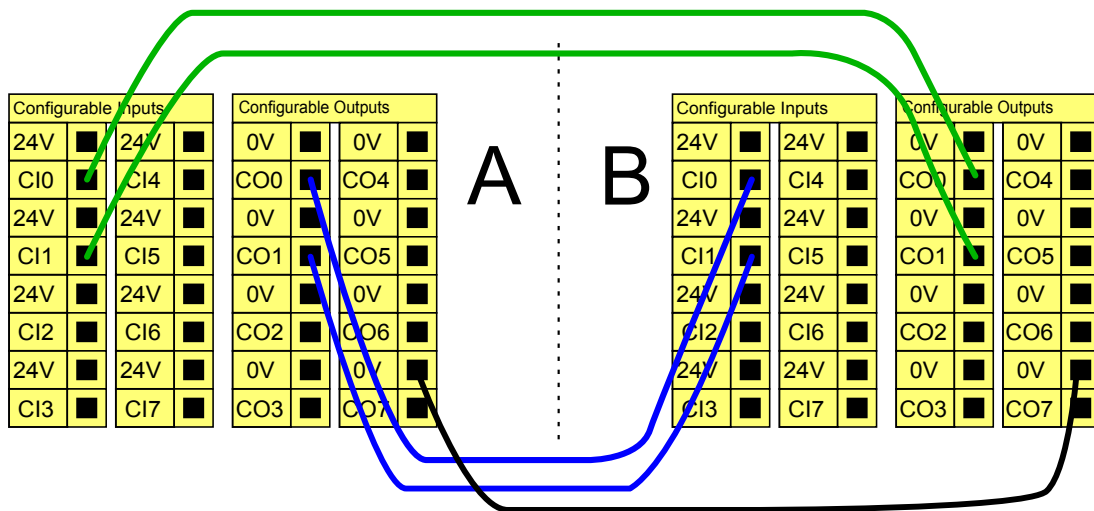 Configurable Inputs
24V 24V
CI0 CI4
24V 24V
CI1 CI5
24V 24V
CI2 CI6
24V 24V
CI3 CI7
Configurable Outputs
0V 0V
CO0 CO4
0V 0V
CO1 CO5
0V 0V
CO2 CO6
0V 0V
CO3 CO7
A
B
Configurable Inputs
24V 24V
CI0 CI4
24V 24V
CI1 CI5
24V 24V
CI2 CI6
24V 24V
CI3 CI7
Configurable Outputs
0V 0V
CO0 CO4
0V 0V
CO1 CO5
0V 0V
CO2 CO6
0V 0V
CO3 CO7